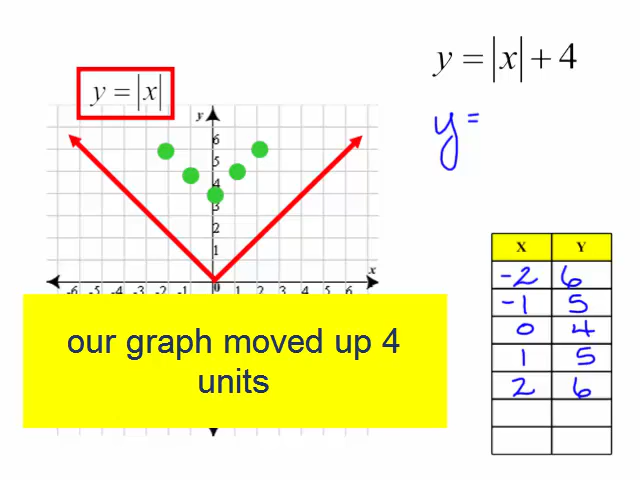 y = |x| + 4
y = |x|
y =
y
6
5
4
3
2
1
x
-6 -5 -4 -3 -2 -1 0 1 2 3 4 5 6
our graph moved up 4
units
X Y
-2 6
-1 5
0 4
1 5
2 6